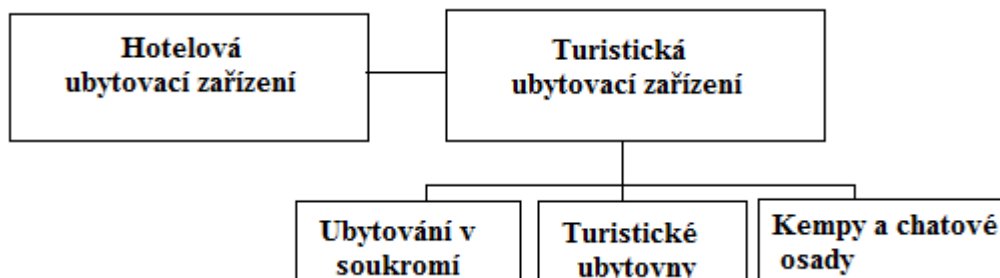 Hotelová
ubytovací zařízení
Turistická
ubytovací zařízení
Ubytování v
soukromí
Turistické
ubytovny
Kempy a chatové
osady